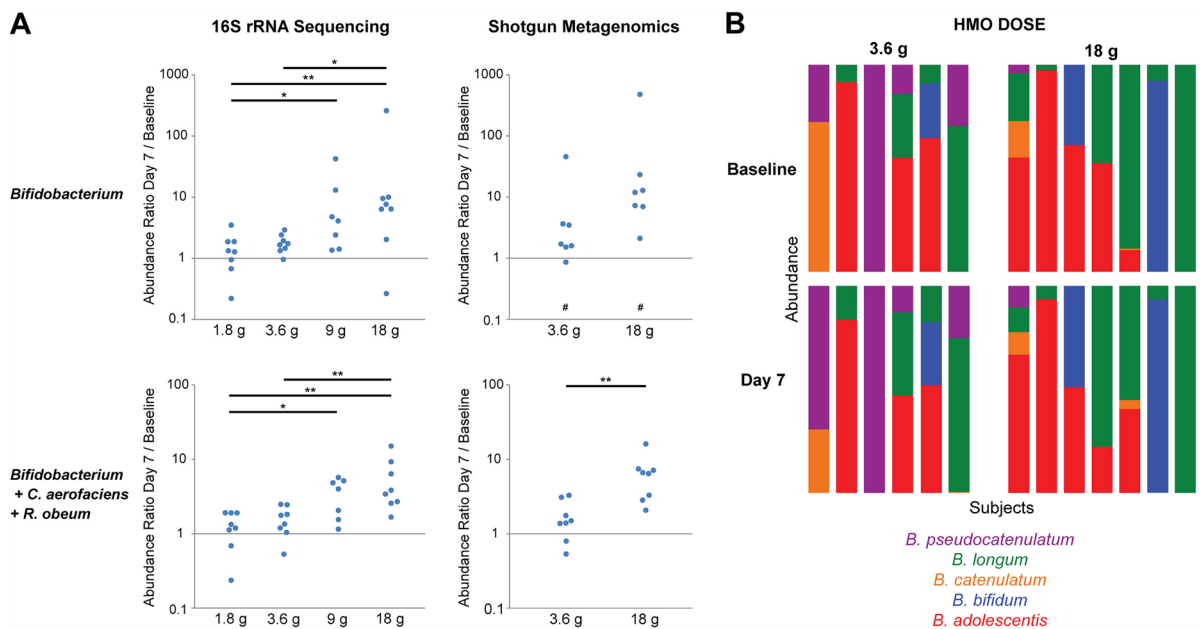 A
16S rRNA Sequencing
Shotgun Metagenomics
Bifidobacterium
Abundance Ratio Day 7 / Baseline
1000
100
10
1
0.1
*
**
*
1.8 g
3.6 g
9 g
18 g
Abundance Ratio Day 7 / Baseline
1000
100
10
1
0.1
#
#
3.6 g
18 g
Bifidobacterium
+ C. aerofaciens
+ R. obeum
Abundance Ratio Day 7 / Baseline
100
10
1
0.1
**
**
*
1.8 g
3.6 g
9 g
18 g
Abundance Ratio Day 7 / Baseline
100
10
1
0.1
**
3.6 g
18 g
B
HMO DOSE
3.6 g
18 g
Baseline
Abundance
Day 7
Subjects
B. pseudocatenulatum
B. longum
B. catenulatum
B. bifidum
B. adolescentis